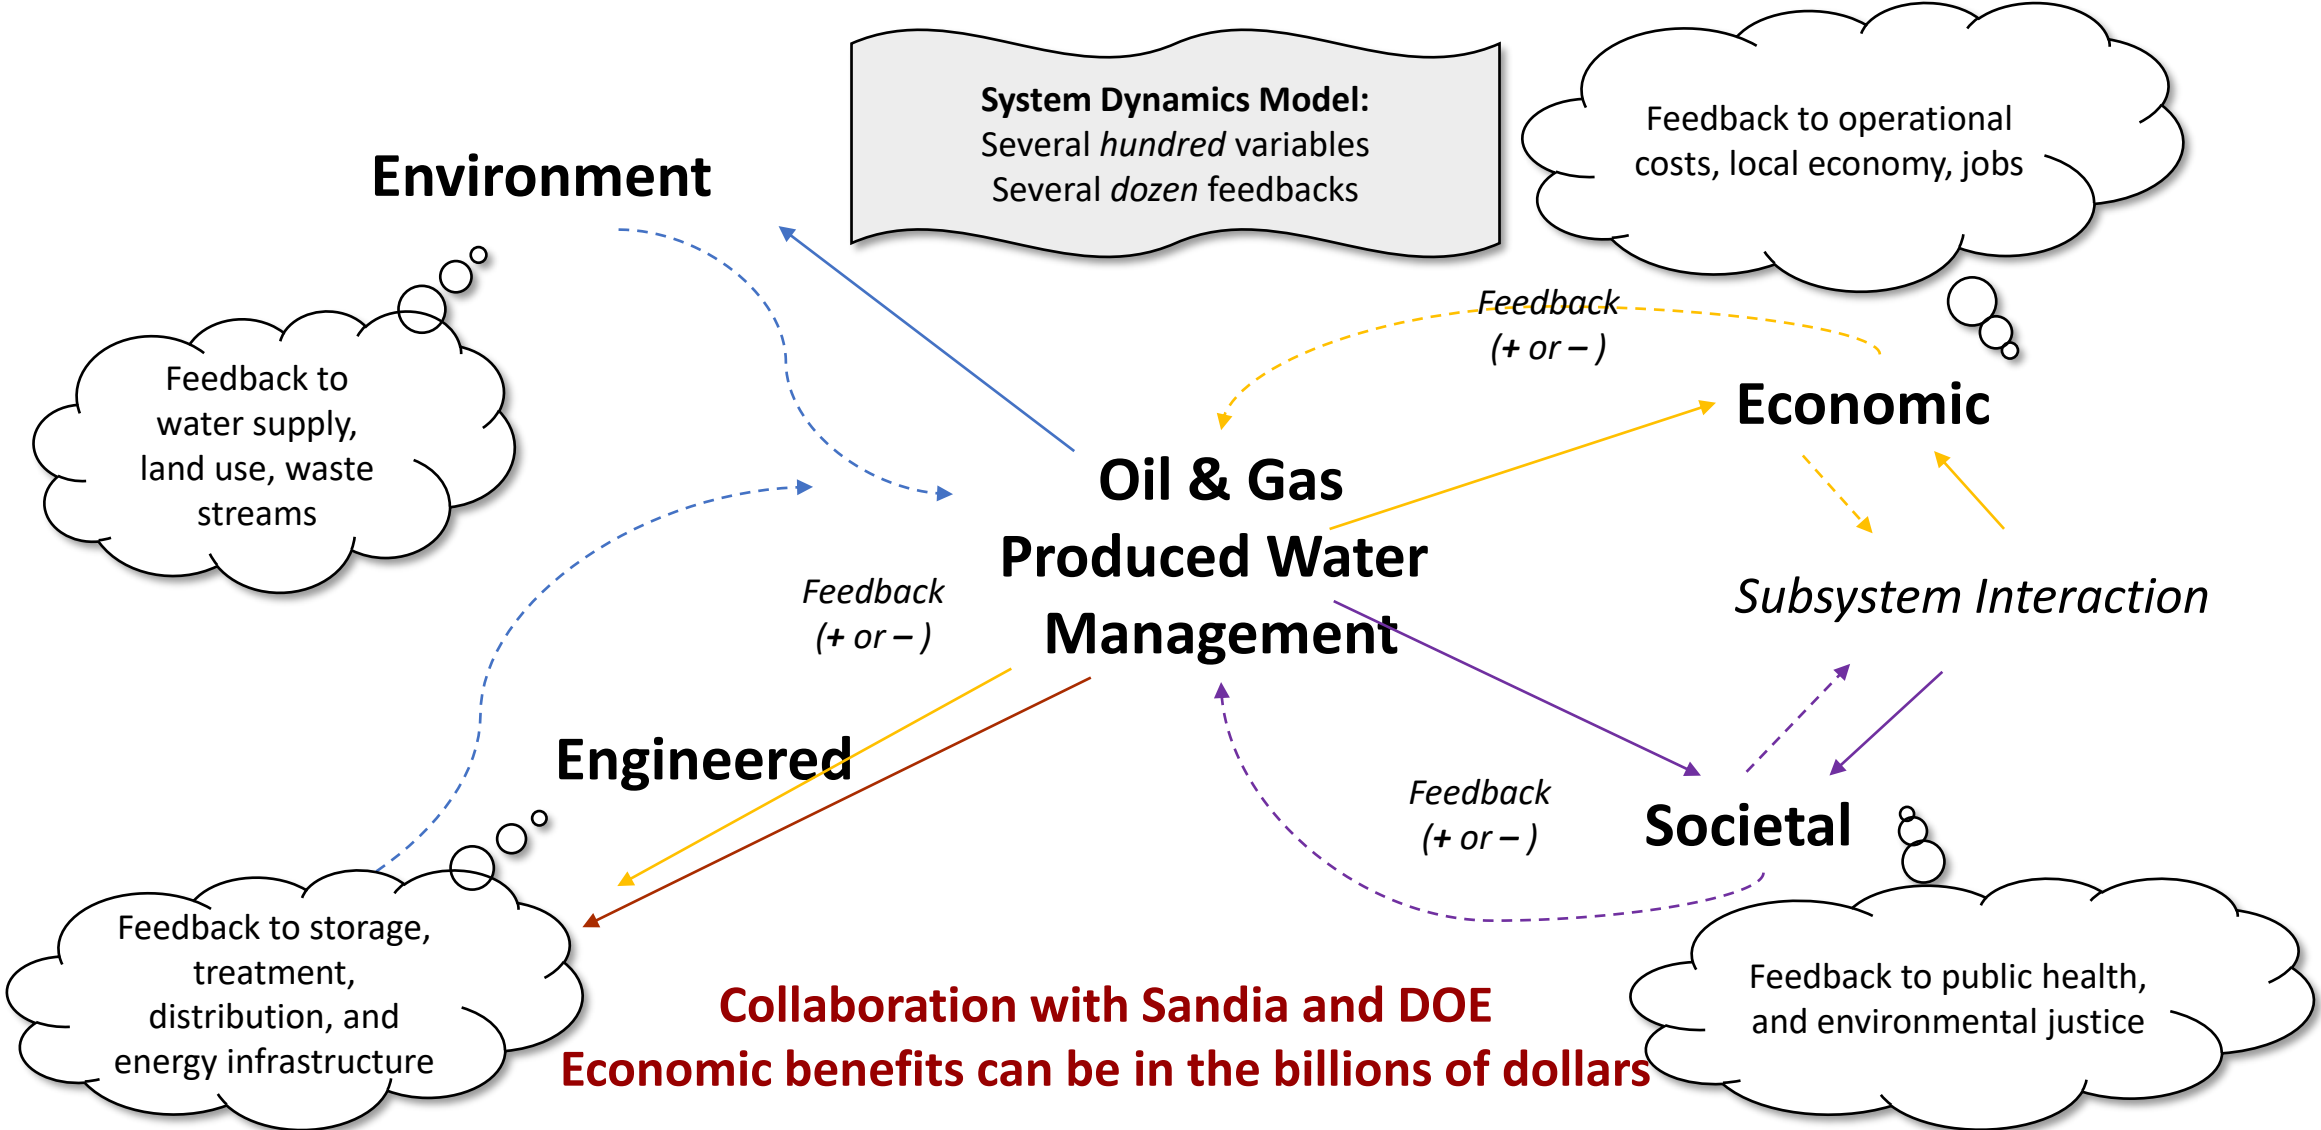 System Dynamics Model:
Several hundred variables
Several dozen feedbacks
Feedback to operational
costs, local economy, jobs
Environment
Feedback
(+ or – )
Feedback to
water supply,
land use, waste
streams
Economic
Oil & Gas
Produced Water
Management
Feedback
(+ or – )
Subsystem Interaction
Engineered
Feedback
(+ or – )
Societal
Feedback to storage,
treatment,
distribution, and
energy infrastructure
Feedback to public health,
and environmental justice
Collaboration with Sandia and DOE
Economic benefits can be in the billions of dollars